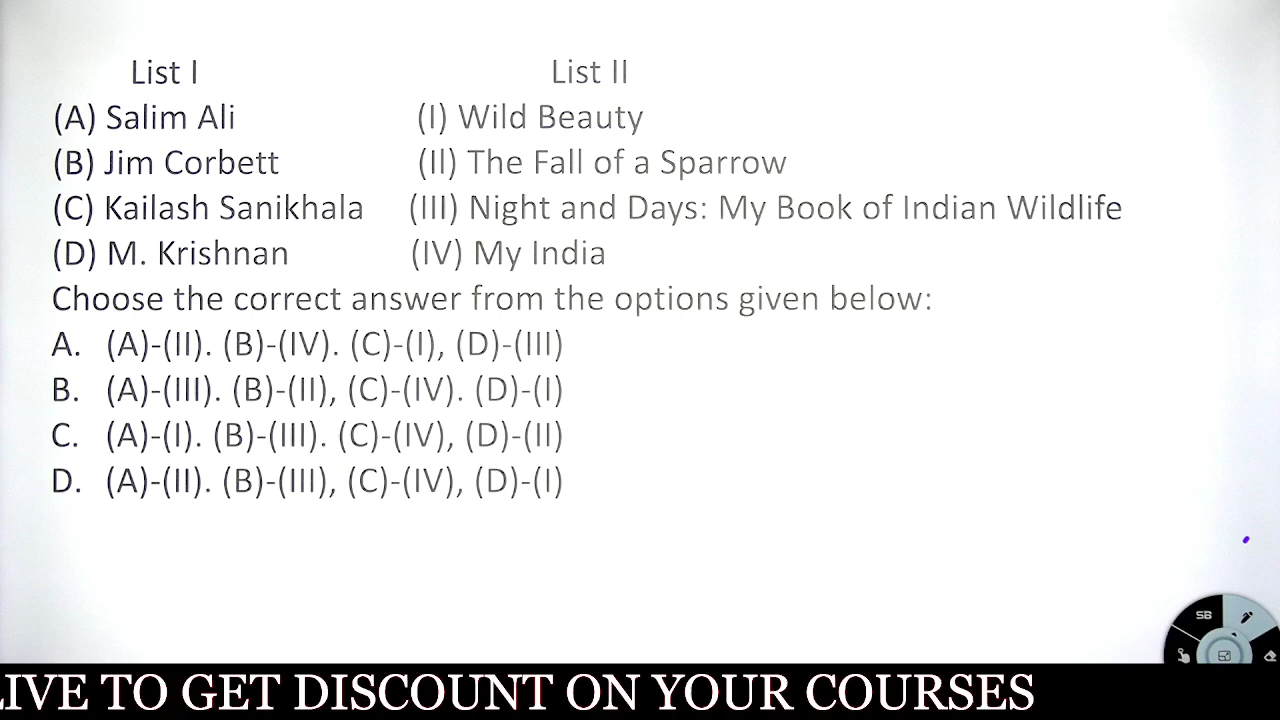 List I List II
(A) Salim Ali (I) Wild Beauty
(B) Jim Corbett (II) The Fall of a Sparrow
(C) Kailash Sanikhala (III) Night and Days: My Book of Indian Wildlife
(D) M. Krishnan (IV) My India
Choose the correct answer from the options given below:
A. (A)-(II). (B)-(IV). (C)-(I), (D)-(III)
B. (A)-(III). (B)-(II), (C)-(IV). (D)-(I)
C. (A)-(I). (B)-(III). (C)-(IV), (D)-(II)
D. (A)-(II). (B)-(III), (C)-(IV), (D)-(I)
SB
LIVE TO GET DISCOUNT ON YOUR COURSES